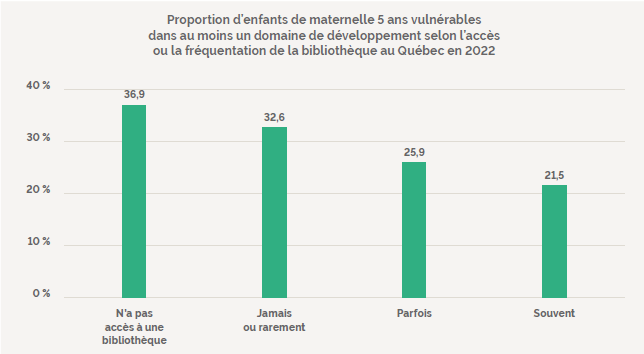 Proportion d'enfants de maternelle 5 ans vulnérables
dans au moins un domaine de développement selon l'accès
ou la fréquentation de la bibliothèque au Québec en 2022
40 %
30 %
20 %
10 %
0 %
36,9
32,6
25,9
21,5
N'a pas
accès à une
bibliothèque
Jamais
ou rarement
Parfois
Souvent